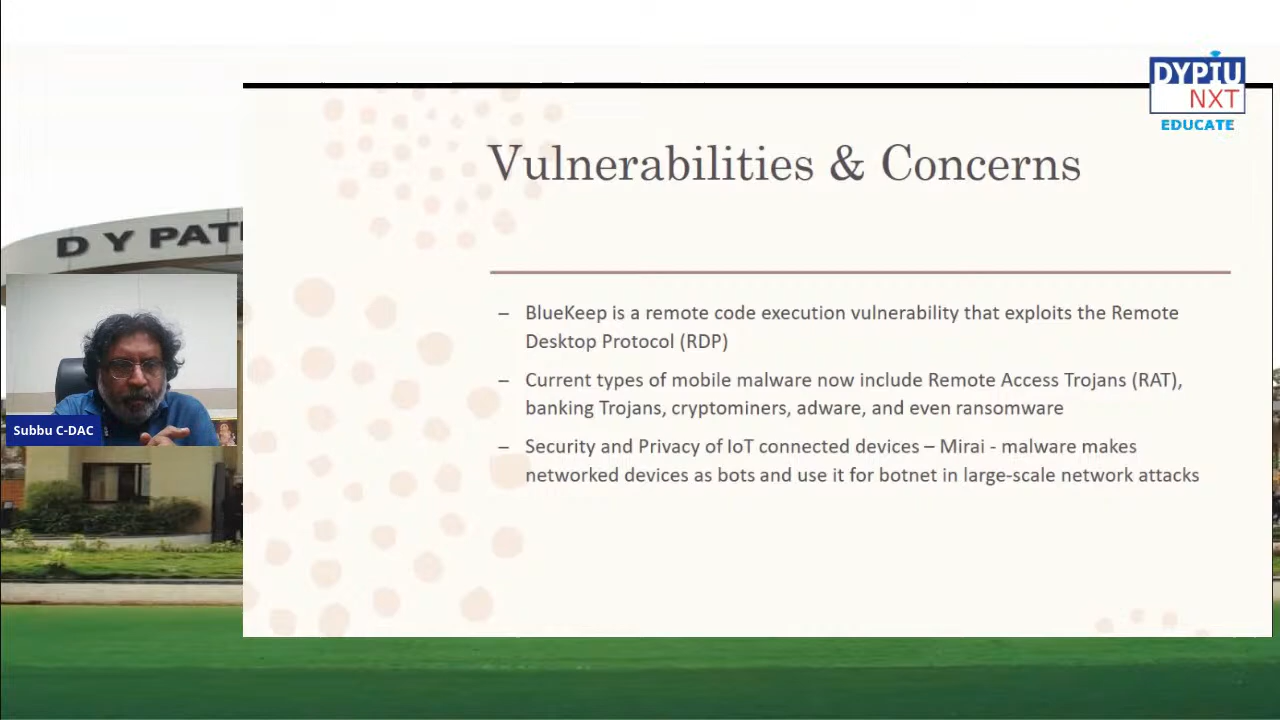 DYPIU
NXT
EDUCATE
Vulnerabilities & Concerns
D Y PATI
– BlueKeep is a remote code execution vulnerability that exploits the Remote
Desktop Protocol (RDP)
– Current types of mobile malware now include Remote Access Trojans (RAT),
banking Trojans, cryptominers, adware, and even ransomware
– Security and Privacy of IoT connected devices – Mirai - malware makes
networked devices as bots and use it for botnet in large-scale network attacks
Subbu C-DAC